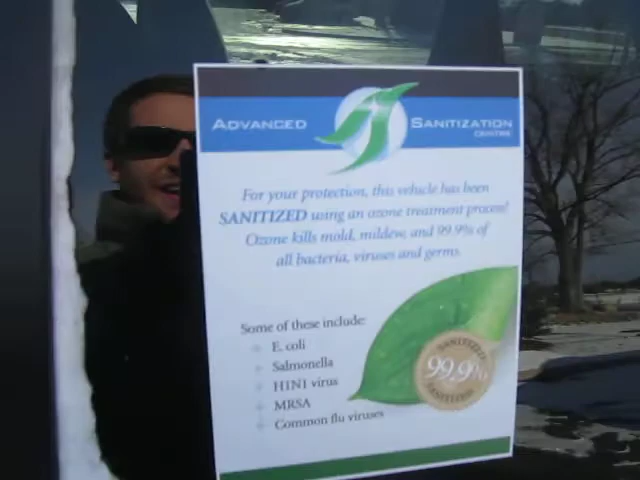 ADVANCED SANITIZATION
CENTRE
For your protection, this vehicle has been
SANITIZED using an ozone treatment process!
Ozone kills mold, mildew, and 99.9% of
all bacteria, viruses and germs.
Some of these include:
E. coli
Salmonella
H1N1 virus
MRSA
Common flu viruses
SANITIZED
99.9%
SANITIZED